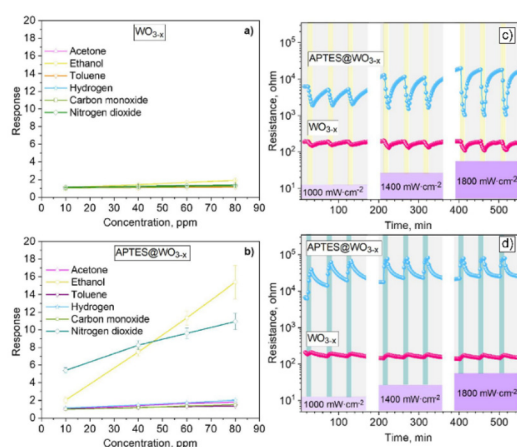 WO3-x
a)
Response
16
14
12
10
8
6
4
2
0
Acetone
Ethanol
Toluene
Hydrogen
Carbon monoxide
Nitrogen dioxide
0 10 20 30 40 50 60 70 80 90
Concentration, ppm
APTES@WO3-x
b)
Response
16
14
12
10
8
6
4
2
0
Acetone
Ethanol
Toluene
Hydrogen
Carbon monoxide
Nitrogen dioxide
0 10 20 30 40 50 60 70 80 90
Concentration, ppm
c)
Resistance, ohm
10^5
10^4
10^3
10^2
10^1
APTES@WO3-x
WO3-x
1000 mW·cm-2
1400 mW·cm-2
1800 mW·cm-2
100 200 300 400 500
Time, min
d)
Resistance, ohm
10^5
10^4
10^3
10^2
10^1
APTES@WO3-x
WO3-x
1000 mW·cm-2
1400 mW·cm-2
1800 mW·cm-2
0 100 200 300 400 500
Time, min